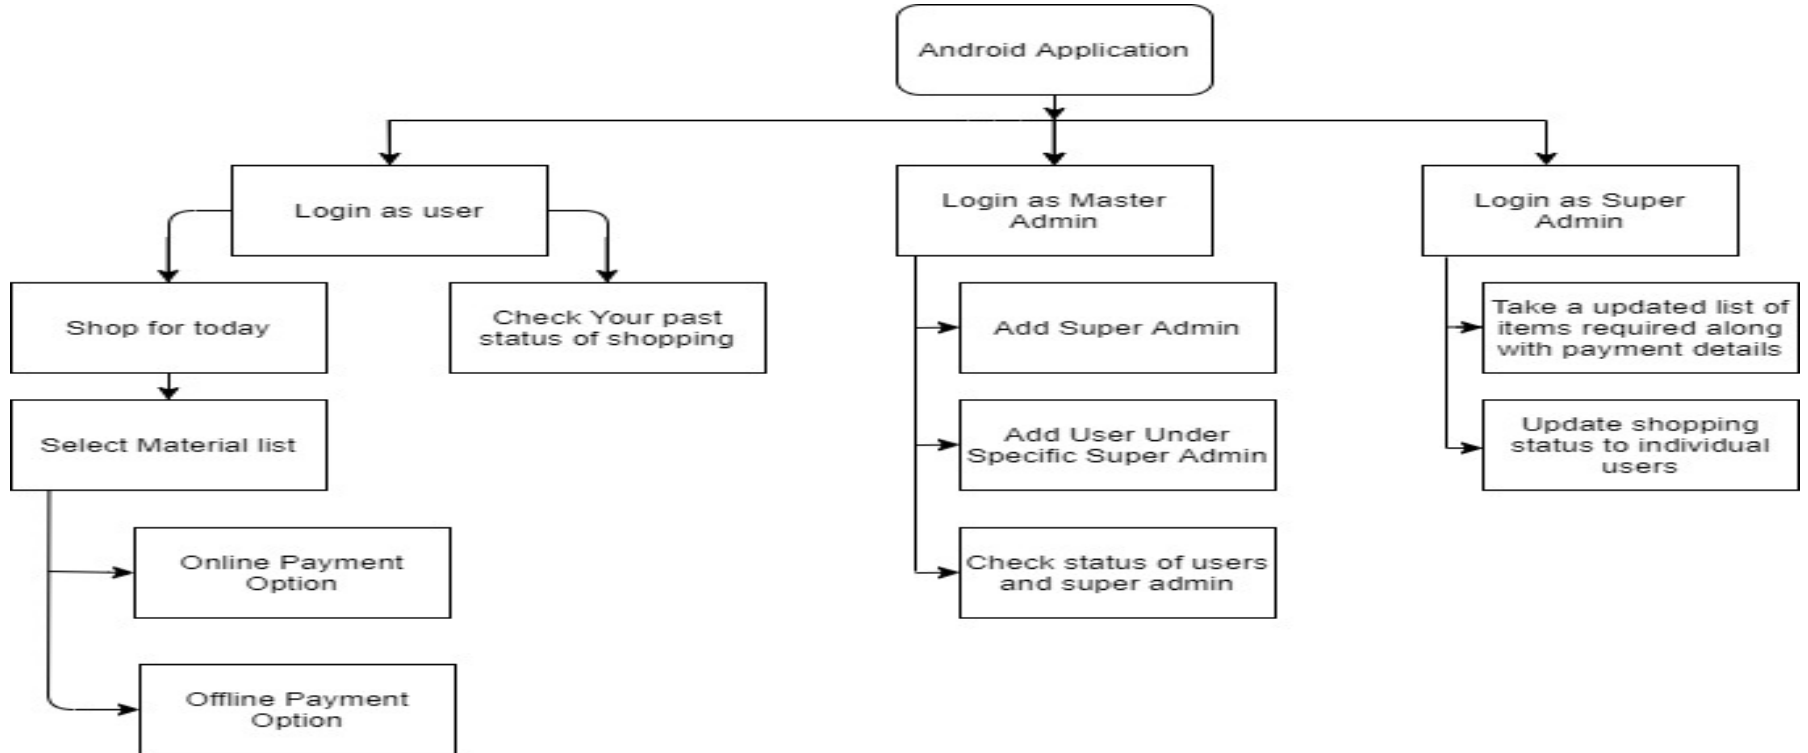 Android Application
Login as user
Login as Master
Admin
Login as Super
Admin
Shop for today
Check Your past
status of shopping
Add Super Admin
Take a updated list of
items required along
with payment details
Select Material list
Add User Under
Specific Super Admin
Update shopping
status to individual
users
Online Payment
Option
Check status of users
and super admin
Offline Payment
Option